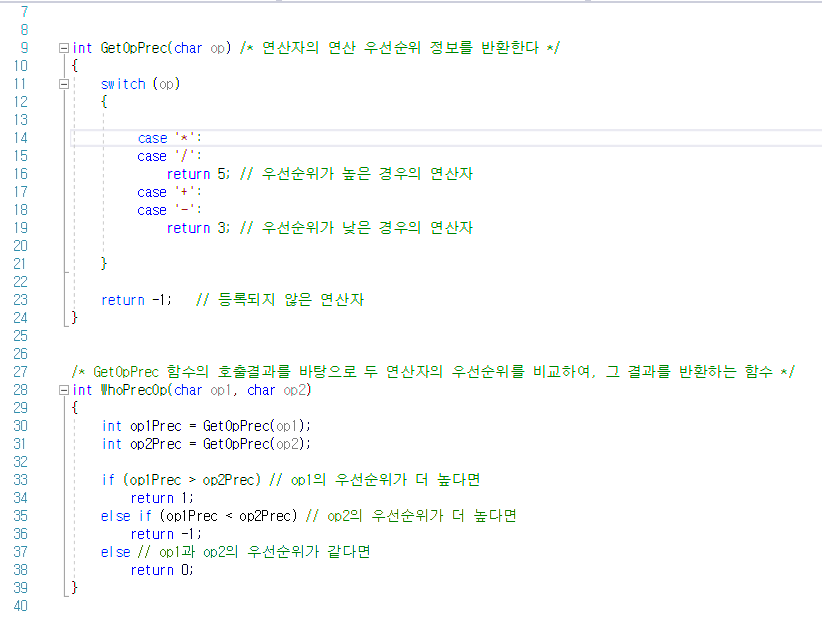 7
8
9 int GetOpPrec(char op) /* 연산자의 연산 우선순위 정보를 반환한다 */
10 {
11 switch (op)
12 {
13
14 case '*':
15 case '/':
16 return 5; // 우선순위가 높은 경우의 연산자
17 case '+':
18 case '-':
19 return 3; // 우선순위가 낮은 경우의 연산자
20
21 }
22
23 return -1; // 등록되지 않은 연산자
24 }
25
26
27 /* GetOpPrec 함수의 호출결과를 바탕으로 두 연산자의 우선순위를 비교하여, 그 결과를 반환하는 함수 */
28 int WhoPrecOp(char op1, char op2)
29 {
30 int op1Prec = GetOpPrec(op1);
31 int op2Prec = GetOpPrec(op2);
32
33 if (op1Prec > op2Prec) // op1의 우선순위가 더 높다면
34 return 1;
35 else if (op1Prec < op2Prec) // op2의 우선순위가 더 높다면
36 return -1;
37 else // op1과 op2의 우선순위가 같다면
38 return 0;
39 }
40